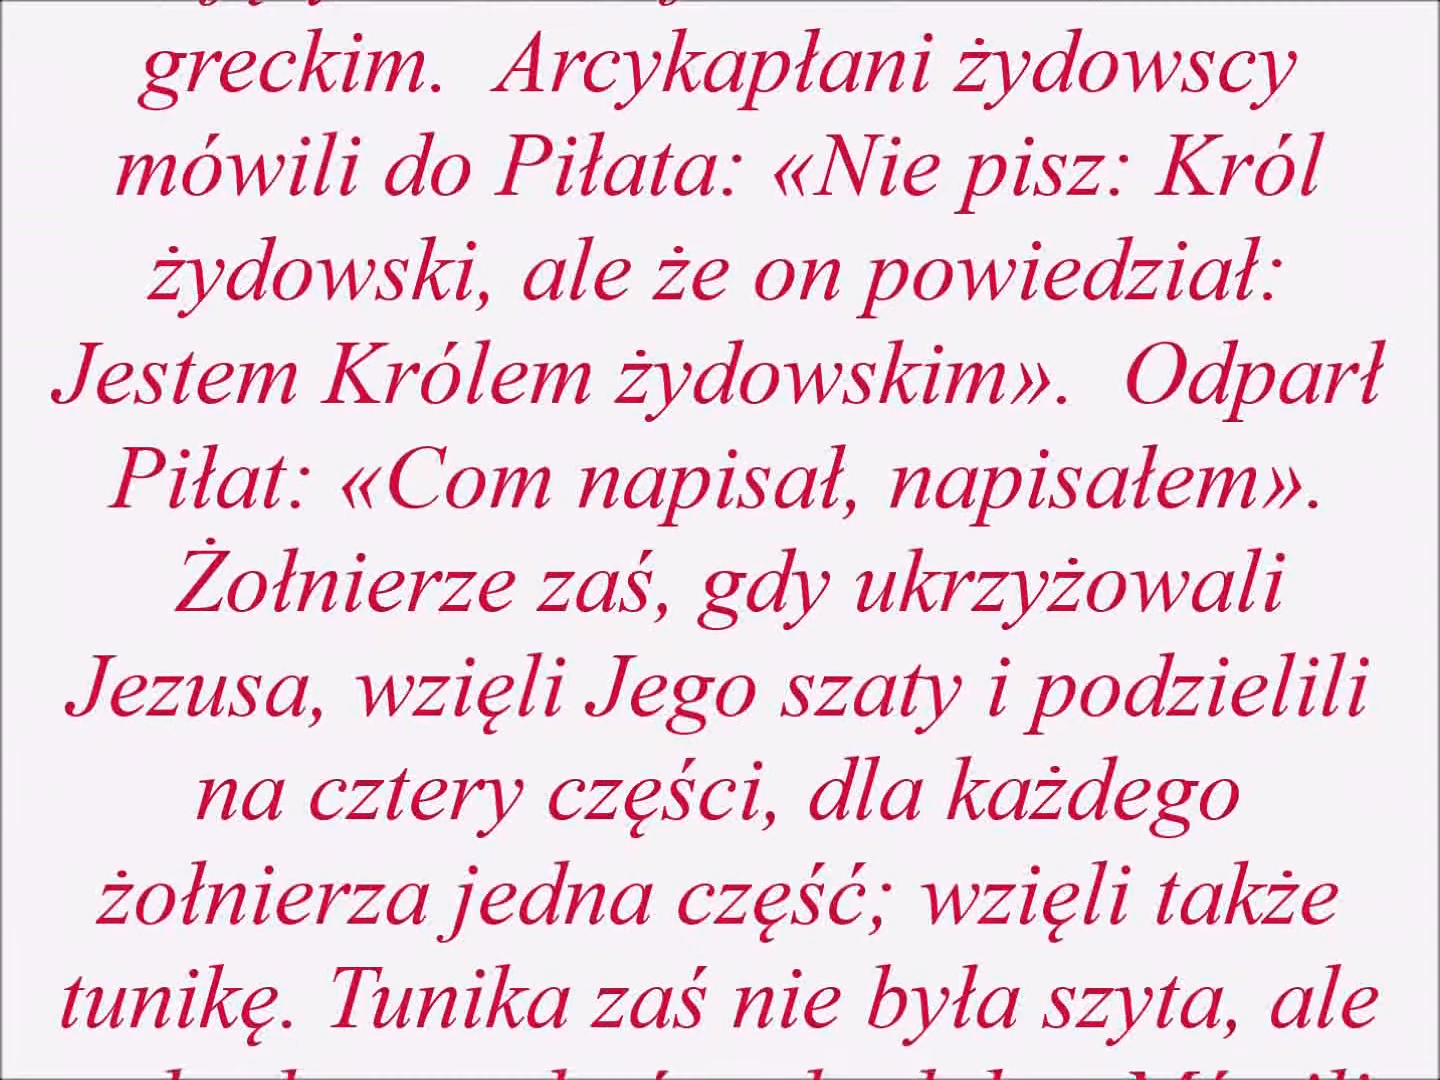 greckim. Arcykapłani żydowscy
mówili do Piłata: «Nie pisz: Król
żydowski, ale że on powiedział:
Jestem Królem żydowskim». Odparł
Piłat: «Com napisał, napisałem».
Żołnierze zaś, gdy ukrzyżowali
Jezusa, wzięli Jego szaty i podzielili
na cztery części, dla każdego
żołnierza jedna część; wzięli także
tunikę. Tunika zaś nie była szyta, ale